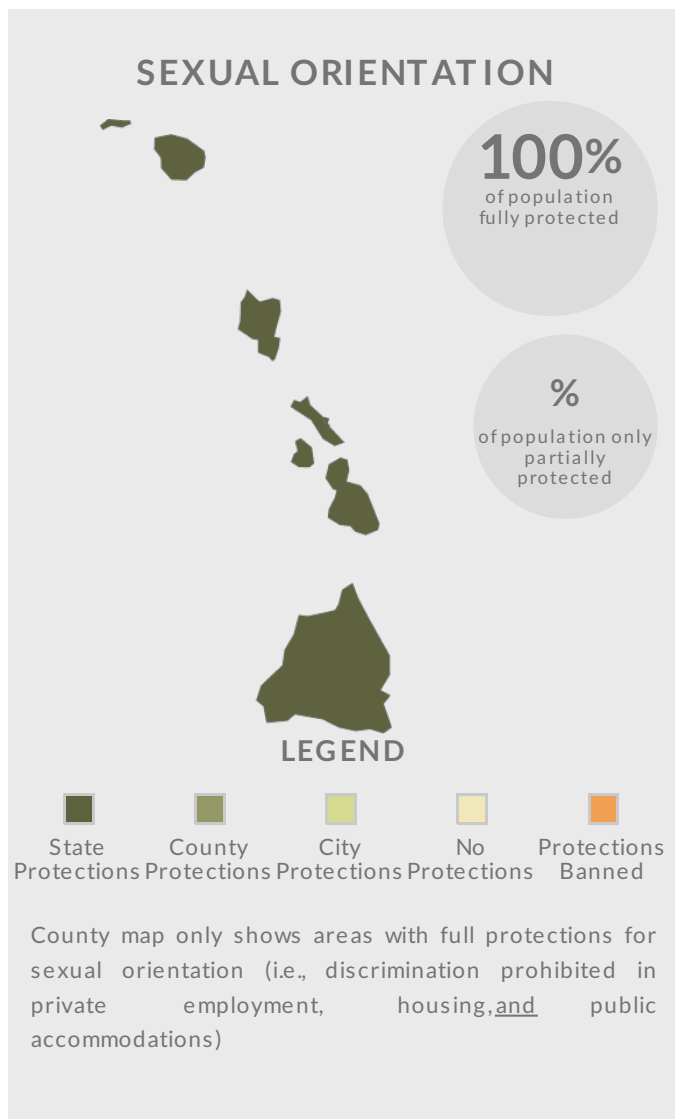 SEXUAL ORIENTATION
100%
of population
fully protected
%
of population only
partially
protected
LEGEND
State Protections
County Protections
City Protections
No Protections
Protections Banned
County map only shows areas with full protections for
sexual orientation (i.e., discrimination prohibited in
private employment, housing, and public
accommodations)